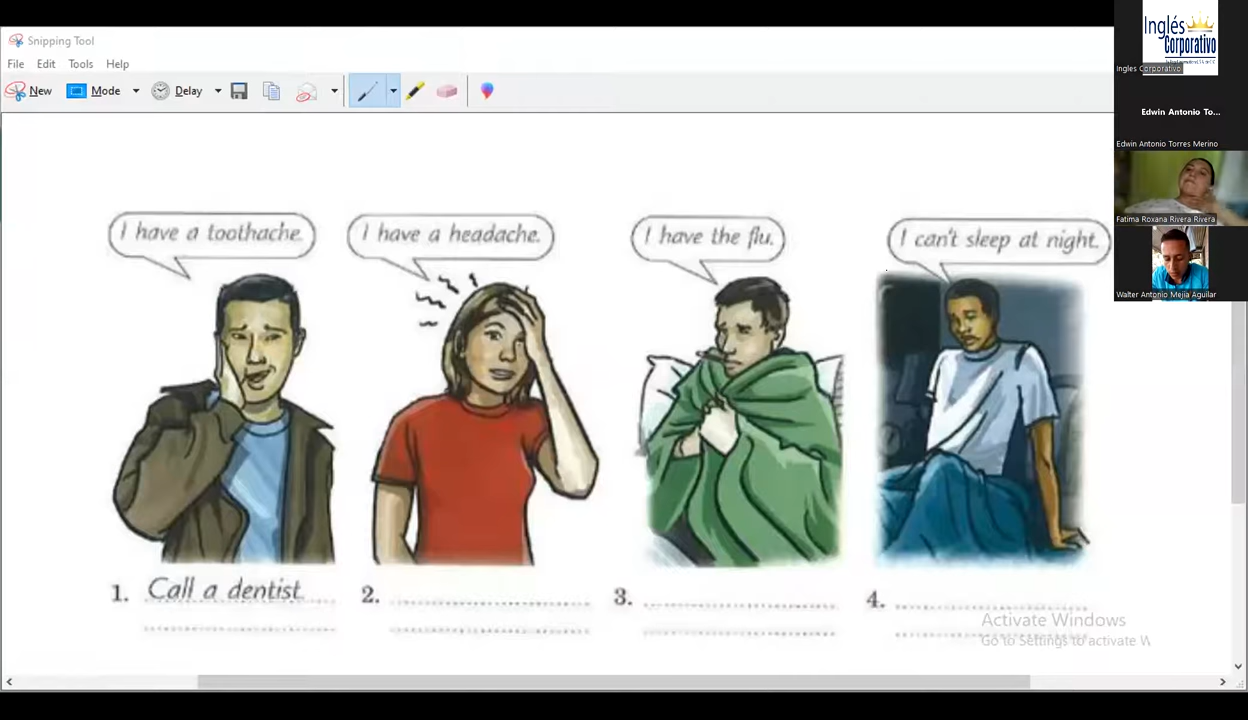 Snipping Tool
File Edit Tools Help
New Mode Delay
Inglés
Corporativo
Ingles Corporativo
Edwin Antonio To...
Edwin Antonio Torres Merino
Fatima Roxana Rivera Rivera
Walter Antonio Mejia Aguilar
I have a toothache.
I have a headache.
I have the flu.
I can't sleep at night.
1. Call a dentist.
2.
3.
4.
Activate Windows
Go to Settings to activate W